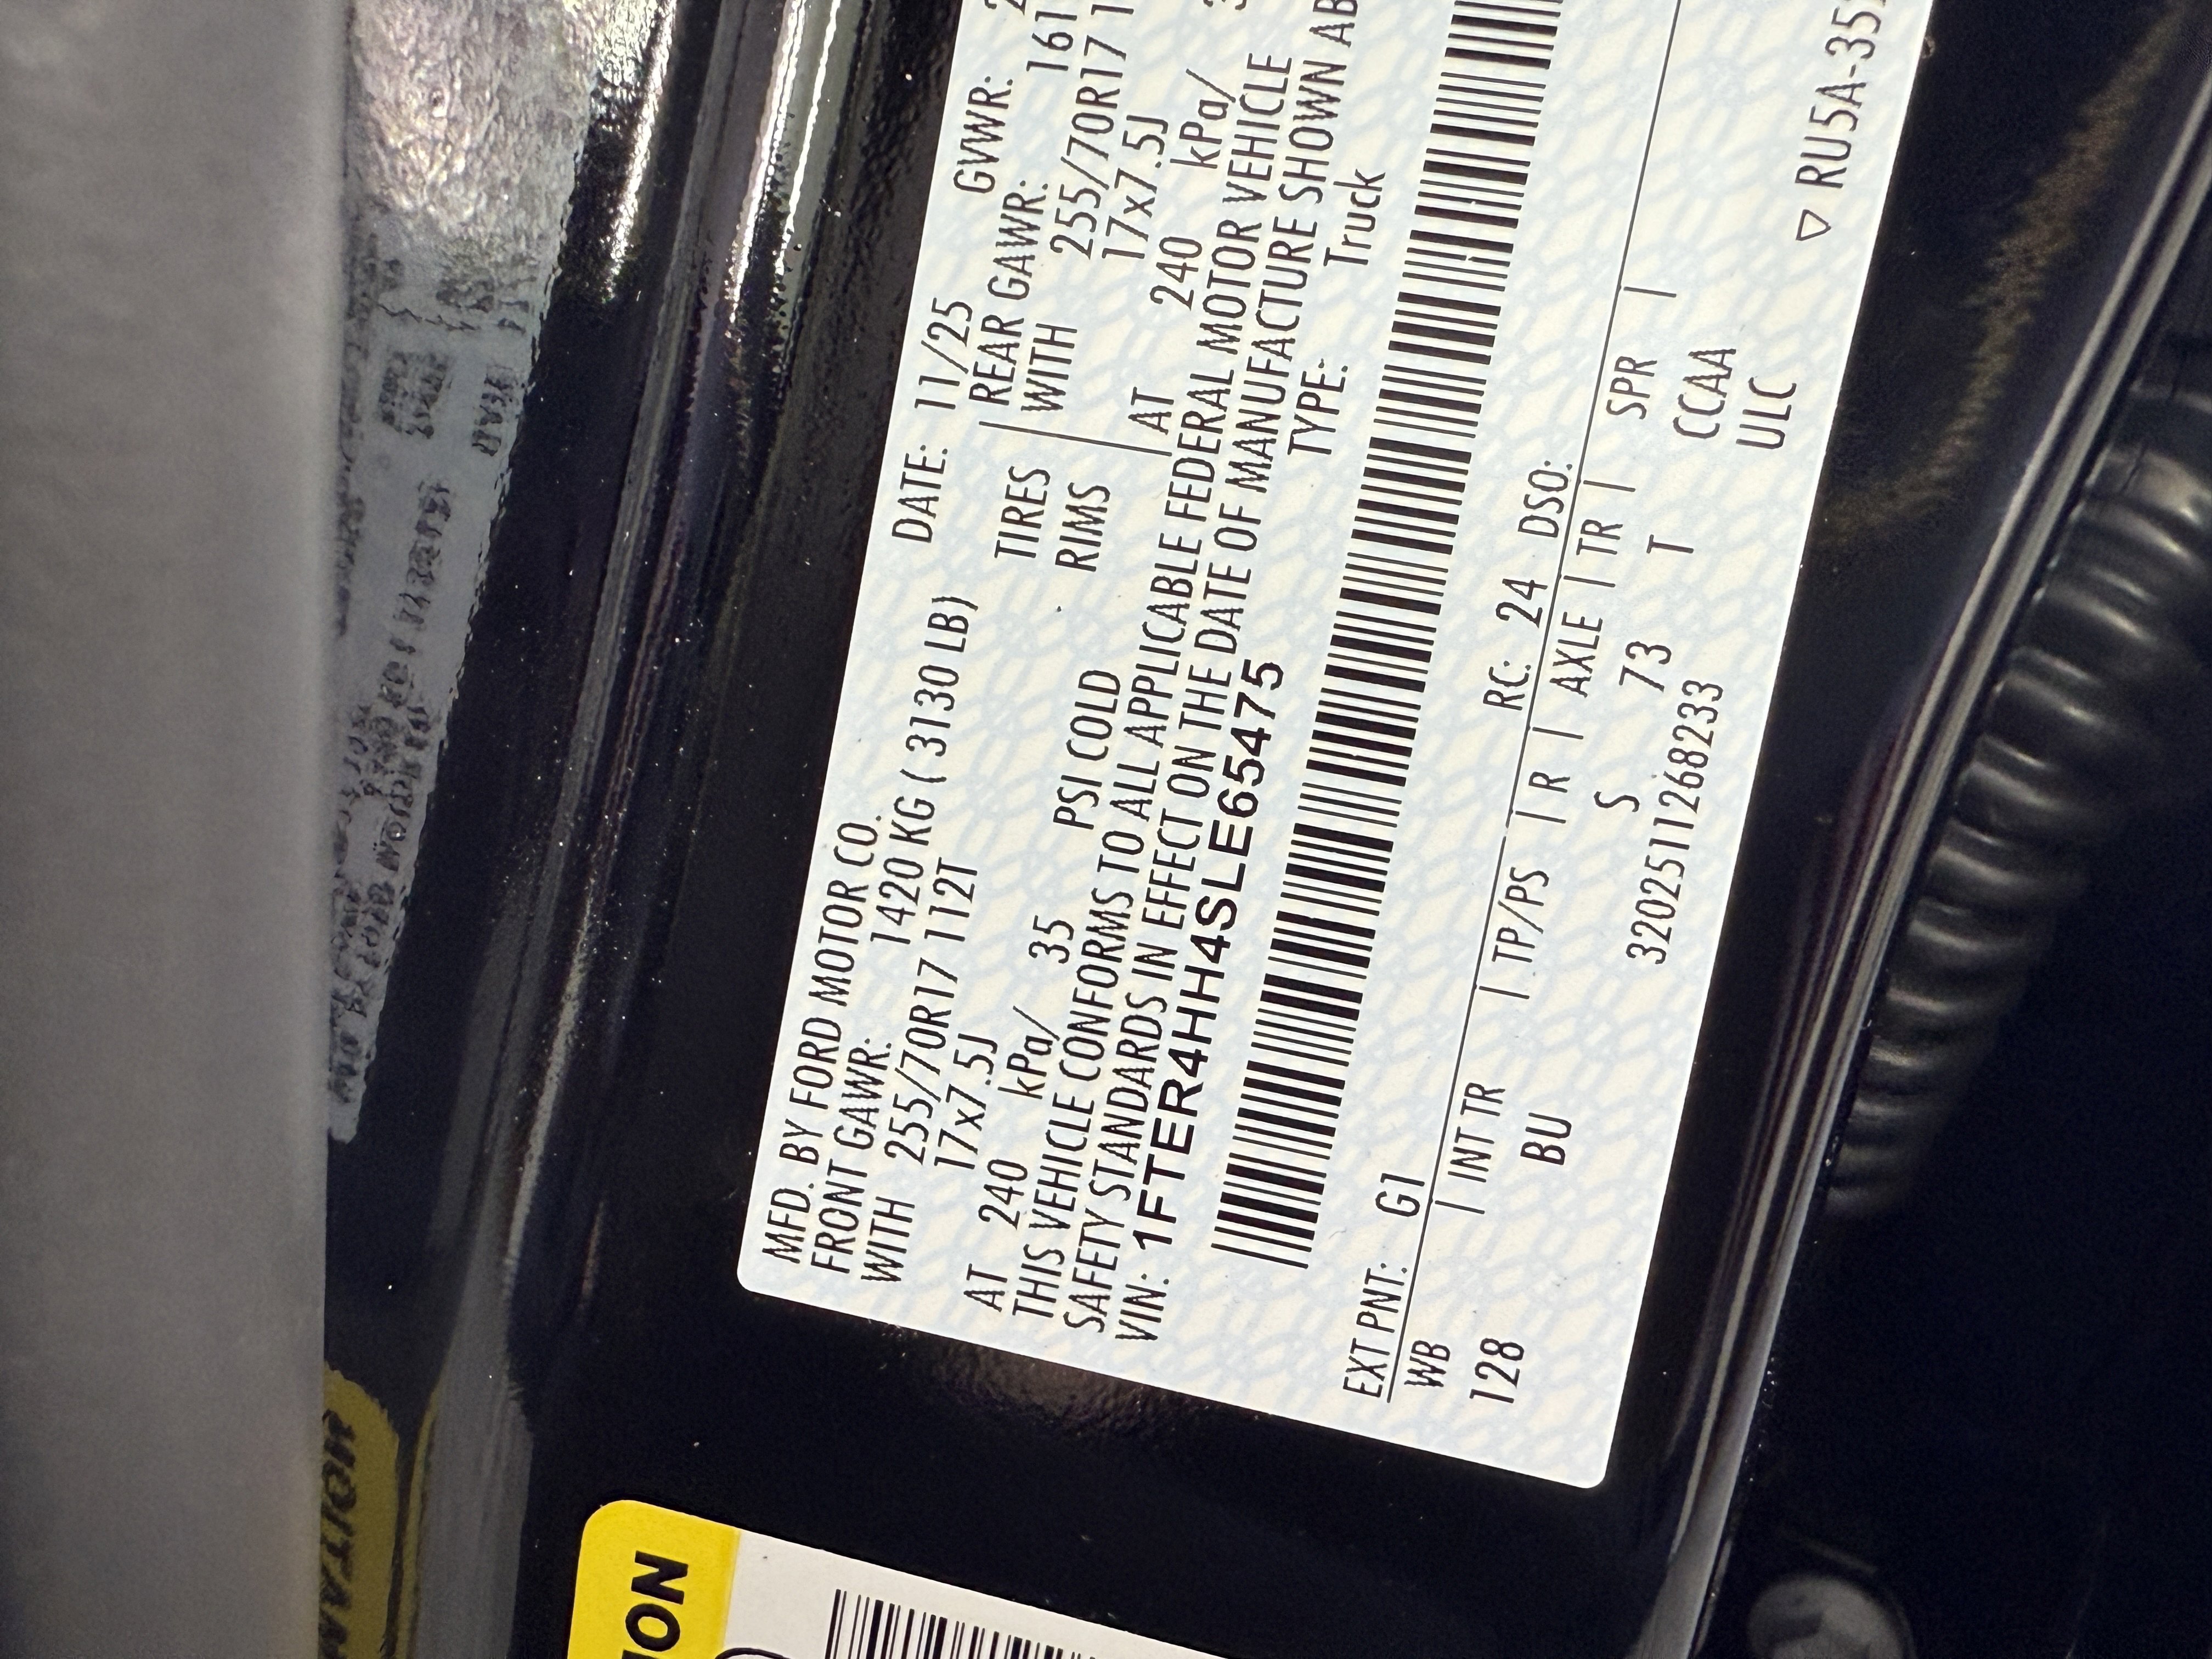 MFD. BY FORD MOTOR CO.
DATE: 11/25 GVWR:
FRONT GAWR: 1420 KG ( 3130 LB)
REAR GAWR: 161
WITH 255/70R17 112T
TIRES WITH 255/70R17 1
17x7.5J
RIMS 17x7.5J
AT 240 kPa/ 35 PSI COLD
AT 240 kPa/
THIS VEHICLE CONFORMS TO ALL APPLICABLE FEDERAL MOTOR VEHICLE
SAFETY STANDARDS IN EFFECT ON THE DATE OF MANUFACTURE SHOWN AB
VIN: 1FTER4HH4SLE65475
TYPE: Truck
EXT PNT: G1 RC: 24 DSO:
WB | INT TR | TP/PS | R | AXLE | TR | SPR |
128 BU S 73 T CCAA
3202511268233 ULC
▽ RU5A-35
ION